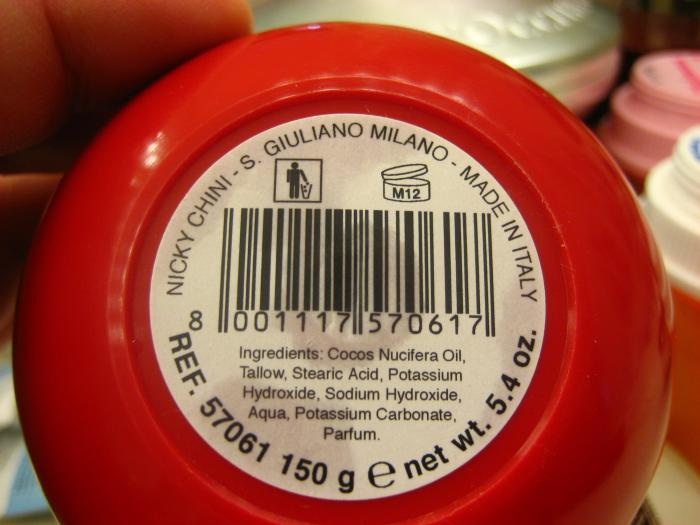 NICKY CHINI - S. GIULIANO MILANO - MADE IN ITALY
M12
8 001117 570617
Ingredients: Cocos Nucifera Oil,
Tallow, Stearic Acid, Potassium
Hydroxide, Sodium Hydroxide,
Aqua, Potassium Carbonate,
Parfum.
REF. 57061 150 g ℮ net wt. 5.4 oz.